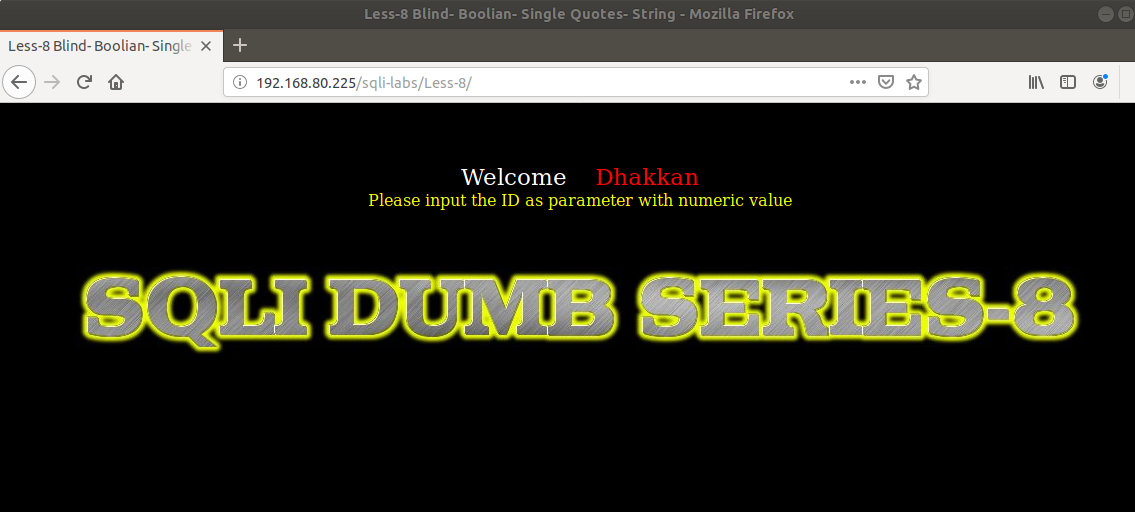 Less-8 Blind- Boolian- Single Quotes- String - Mozilla Firefox
Less-8 Blind- Boolian- Single
192.168.80.225/sqli-labs/Less-8/
Welcome Dhakkan
Please input the ID as parameter with numeric value
SQLI DUMB SERIES-8